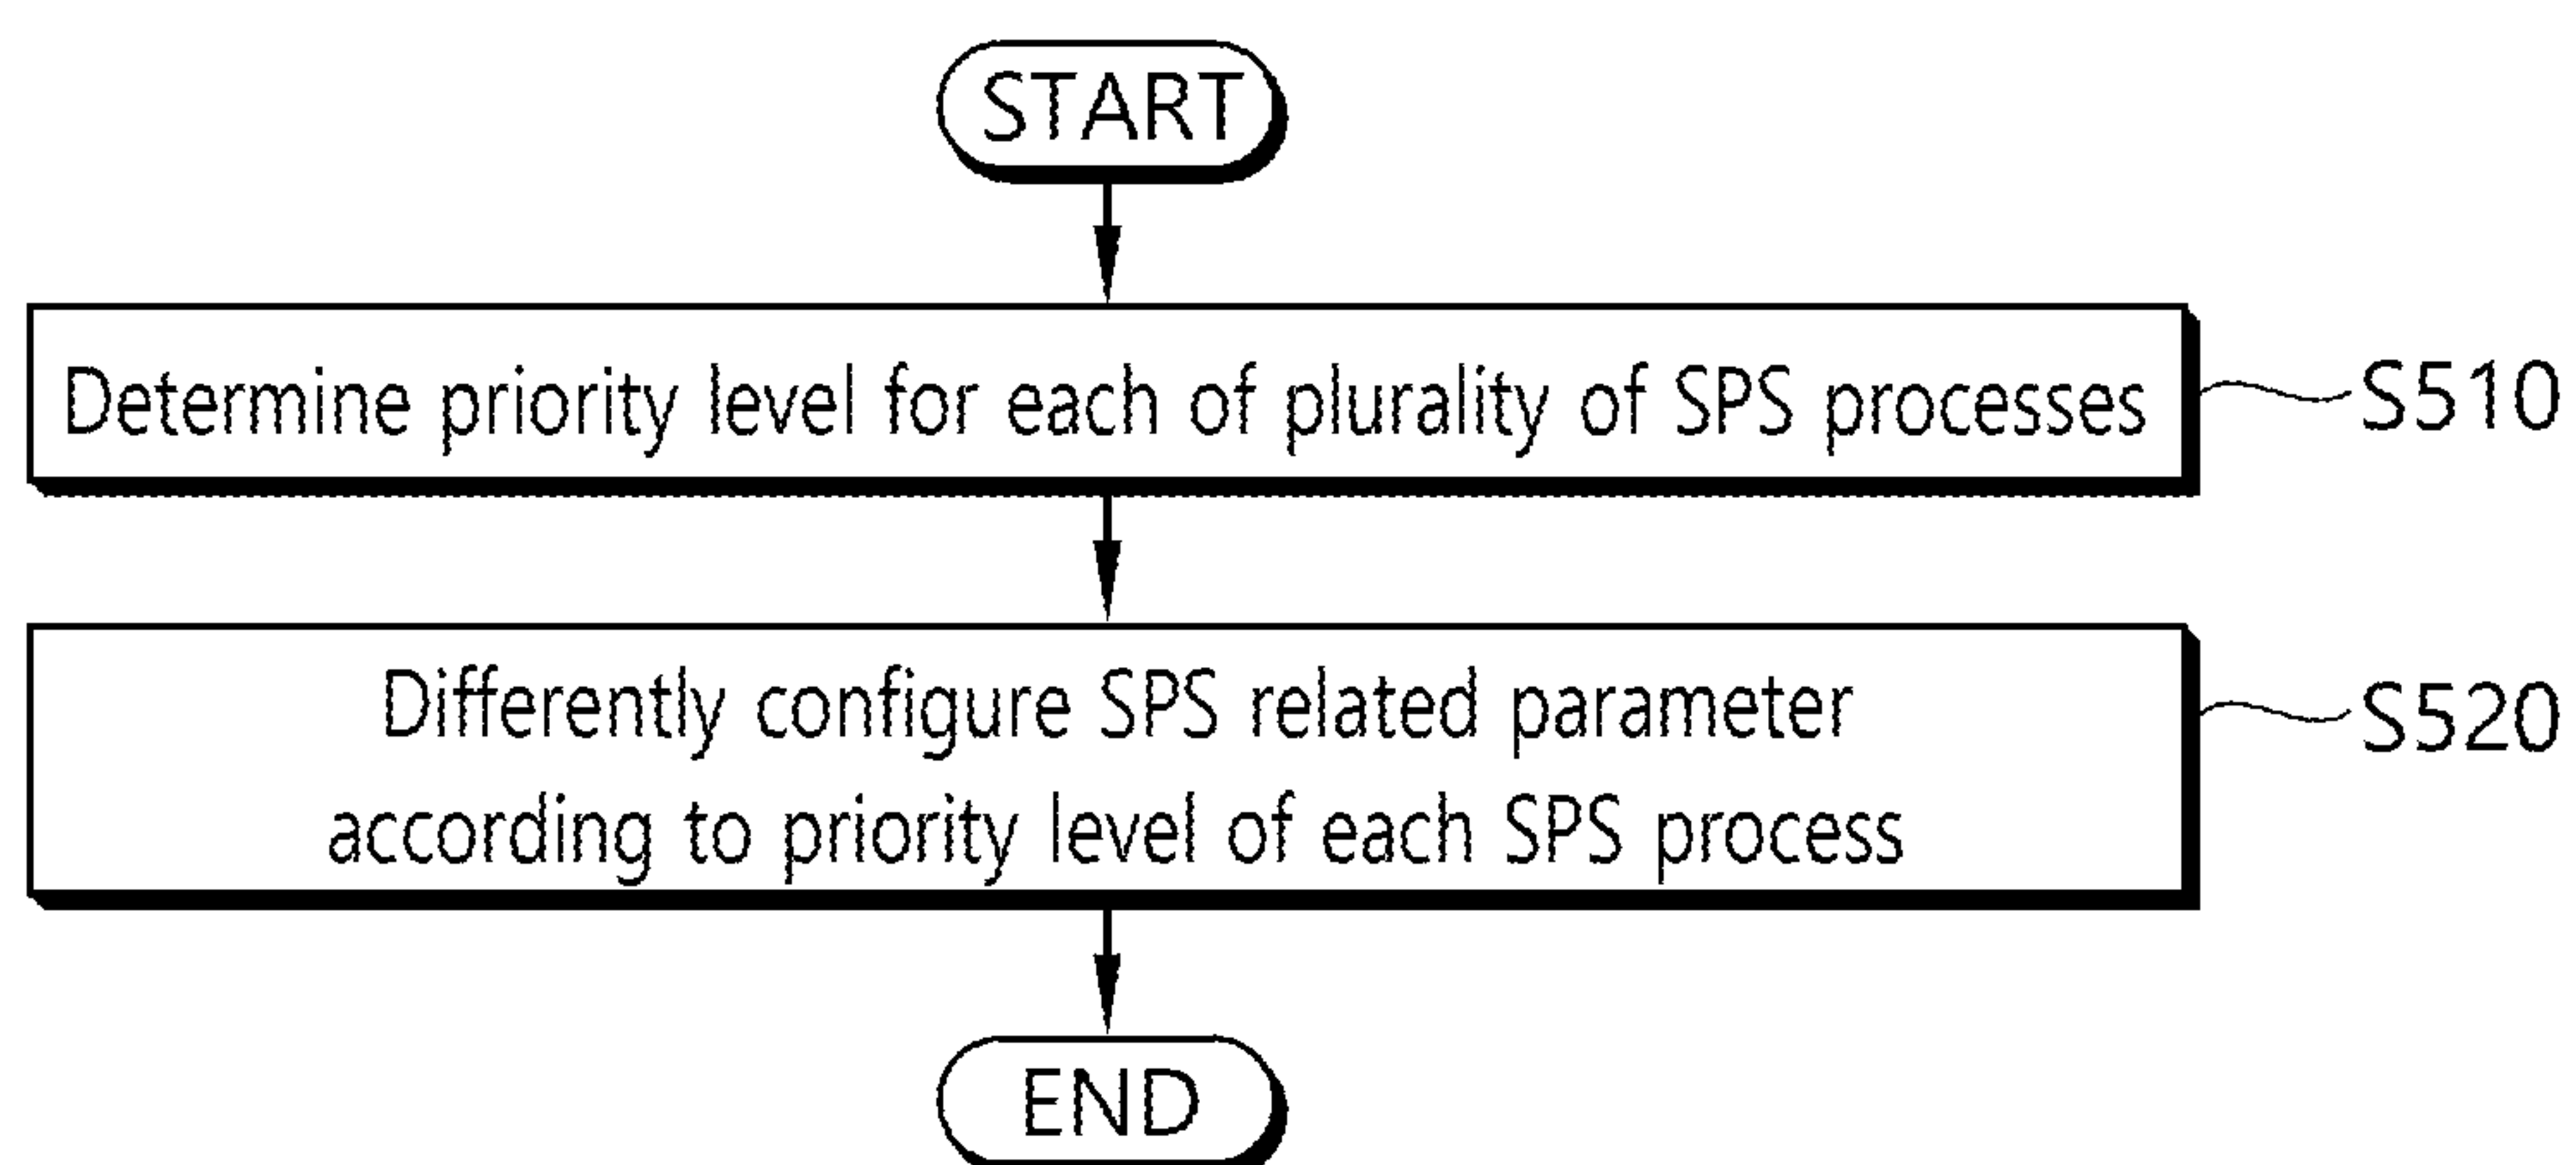 START
Determine priority level for each of plurality of SPS processes
S510
Differently configure SPS related parameter
according to priority level of each SPS process
S520
END